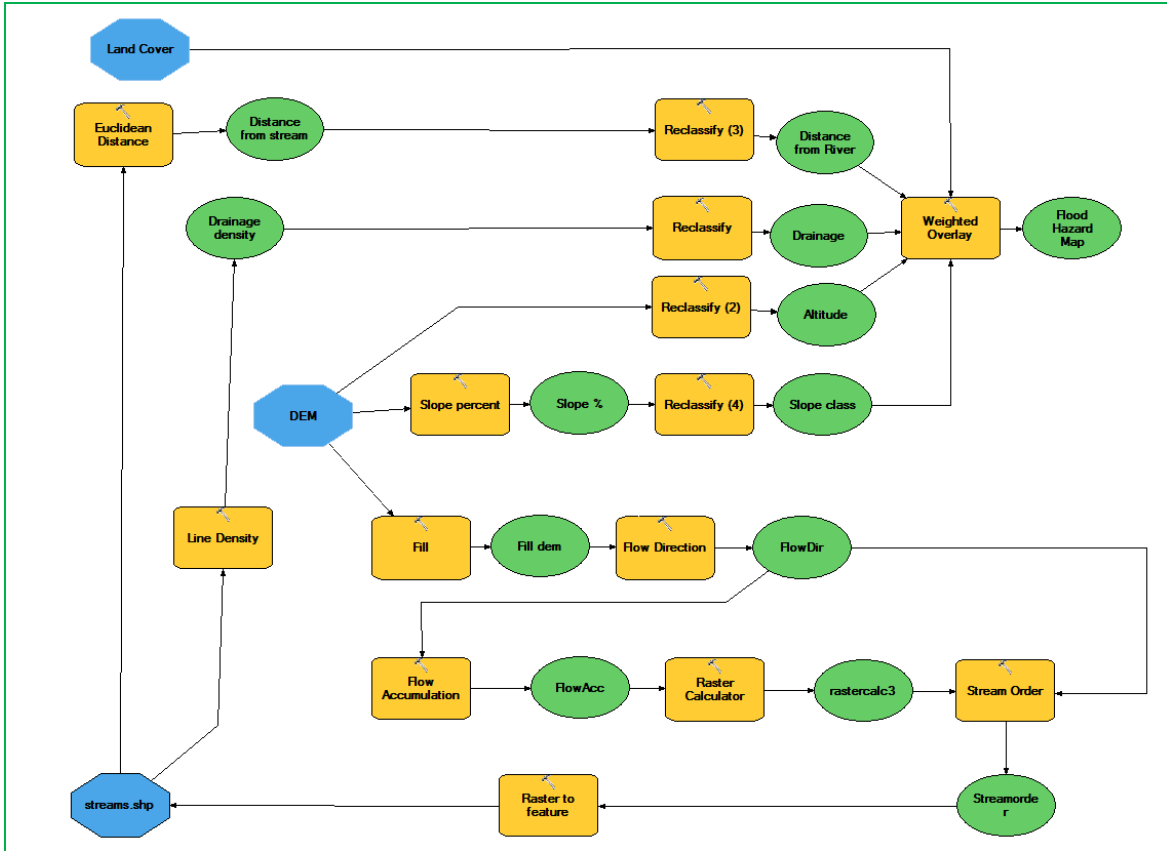 Land Cover
Euclidean
Distance
Distance
from stream
Reclassify (3)
Distance
from River
Drainage
density
Reclassify
Drainage
Weighted
Overlay
Flood
Hazard
Map
Reclassify (2)
Altitude
DEM
Slope percent
Slope %
Reclassify (4)
Slope class
Line Density
Fill
Fill dem
Flow Direction
FlowDir
Flow
Accumulation
FlowAcc
Raster
Calculator
rastercalc3
Stream Order
streams.shp
Raster to
feature
Streamorde
r